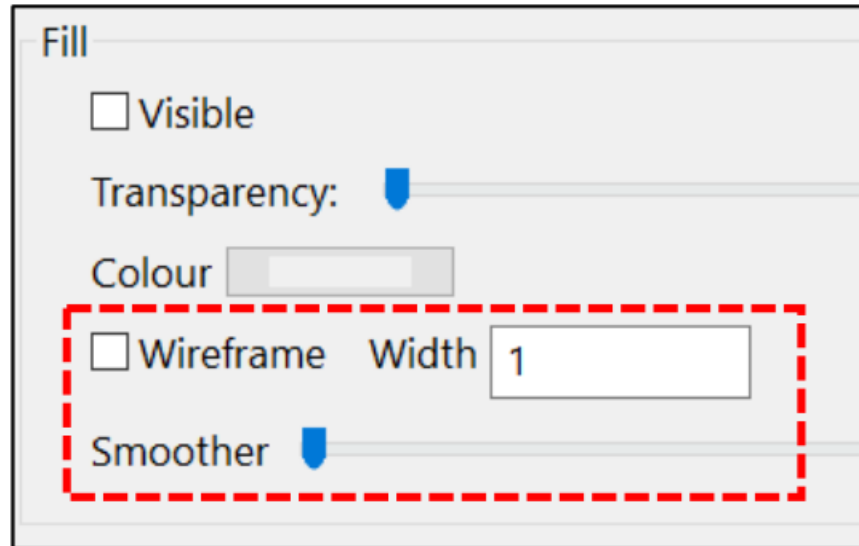 Fill
Visible
Transparency:
Colour
Wireframe Width 1
Smoother